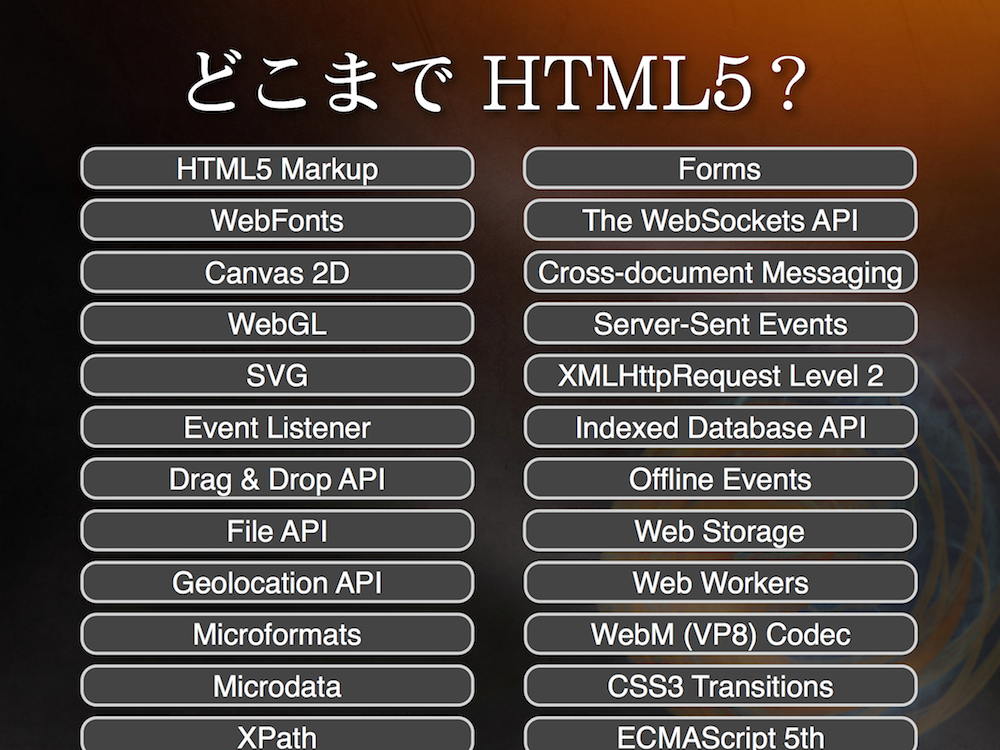 どこまで HTML5？
HTML5 Markup
WebFonts
Canvas 2D
WebGL
SVG
Event Listener
Drag & Drop API
File API
Geolocation API
Microformats
Microdata
XPath
Forms
The WebSockets API
Cross-document Messaging
Server-Sent Events
XMLHttpRequest Level 2
Indexed Database API
Offline Events
Web Storage
Web Workers
WebM (VP8) Codec
CSS3 Transitions
ECMAScript 5th